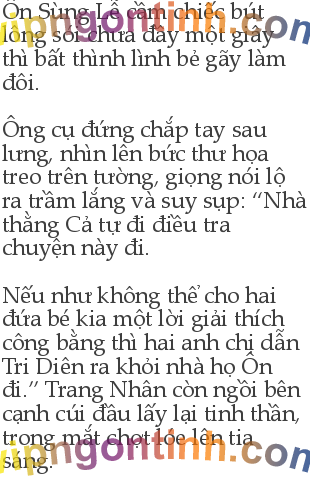 Ôn Sùng Lễ cầm chiếc bút
lông sói chưa đầy một giây
thì bất thình lình bẻ gãy làm
đôi.
Ông cụ đứng chắp tay sau
lưng, nhìn lên bức thư họa
treo trên tường, giọng nói lộ
ra trầm lắng và suy sụp: “Nhà
thằng Cả tự đi điều tra
chuyện này đi.
Nếu như không thể cho hai
đứa bé kia một lời giải thích
công bằng thì hai anh chị dẫn
Tri Diên ra khỏi nhà họ Ôn
đi.” Trang Nhân còn ngồi bên
cạnh cúi đầu lấy lại tinh thần,
trong mắt chợt lóe lên tia
sáng.
vipngontinh.com
vipngontinh.com